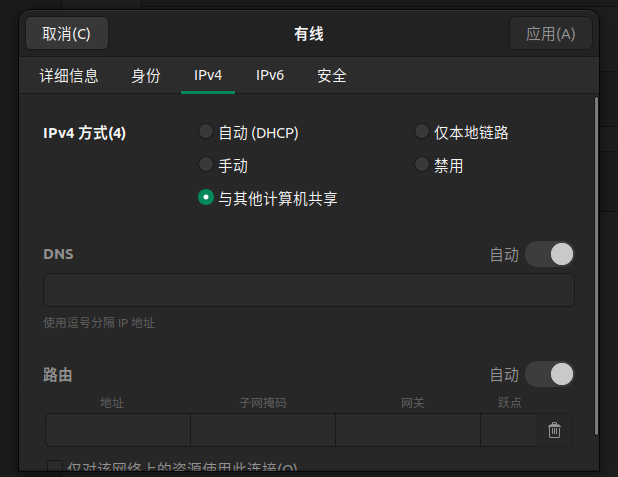 取消(C) 有线 应用(A)
详细信息 身份 IPv4 IPv6 安全
IPv4 方式(4) 自动 (DHCP) 仅本地链路
手动 禁用
与其他计算机共享
DNS 自动
使用逗号分隔 IP 地址
路由 自动
地址 子网掩码 网关 跃点
仅对该网络上的资源使用此连接(O)